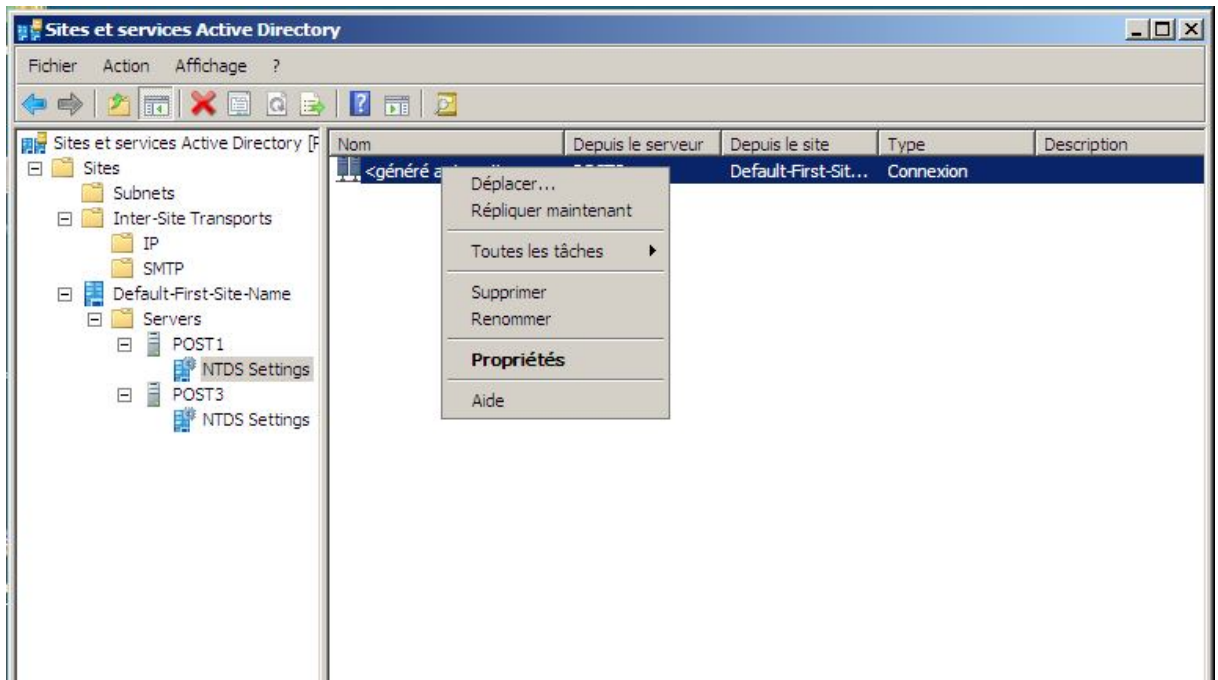 Sites et services Active Directory
Fichier Action Affichage ?
Sites et services Active Directory [
Nom Depuis le serveur Depuis le site Type Description
Sites
<généré Default-First-Sit... Connexion
Déplacer...
Subnets
Répliquer maintenant
Inter-Site Transports
IP
Toutes les tâches
SMTP
Default-First-Site-Name
Supprimer
Servers
Renommer
POST1
NTDS Settings
Propriétés
POST3
Aide
NTDS Settings